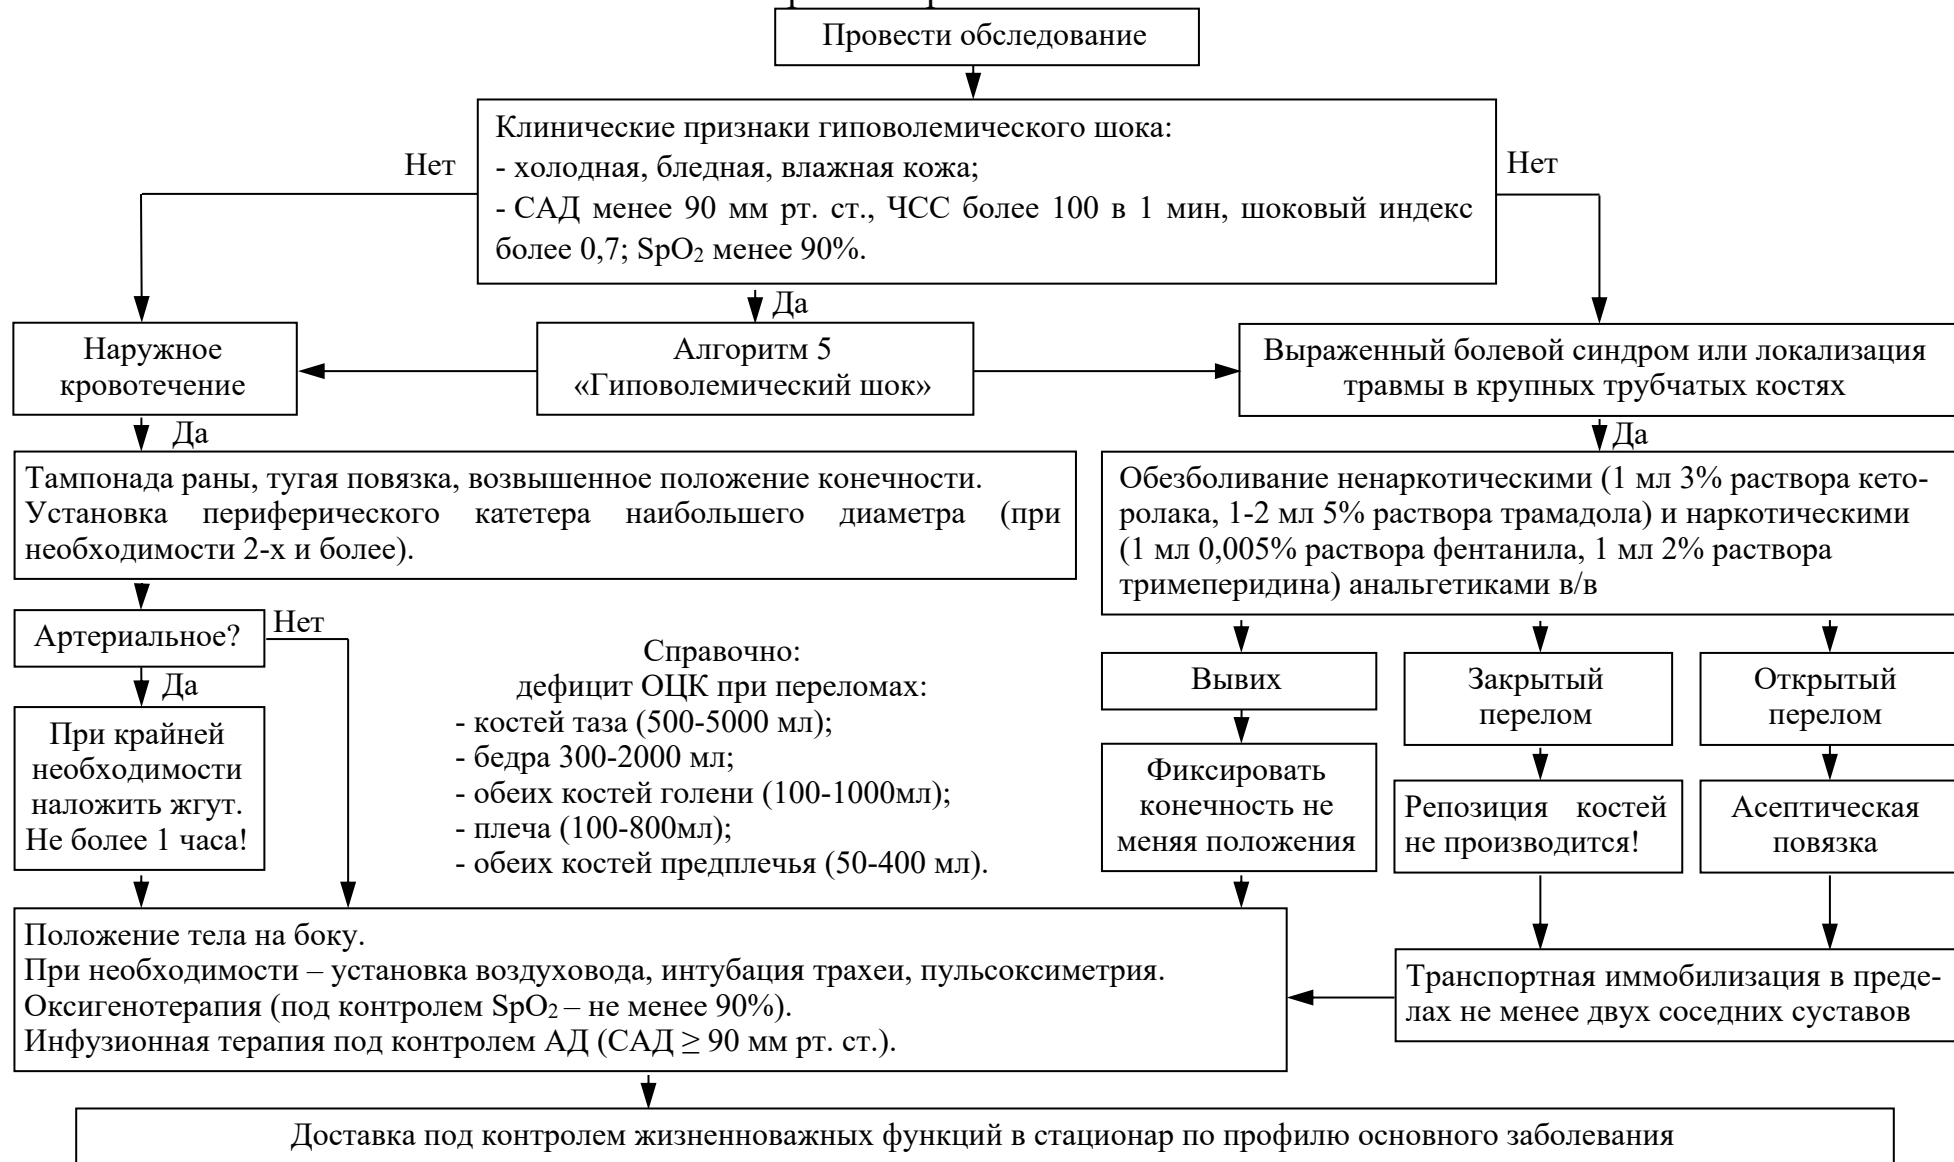 Провести обследование
Клинические признаки гиповолемического шока:
- холодная, бледная, влажная кожа;
- САД менее 90 мм рт. ст., ЧСС более 100 в 1 мин, шоковый индекс
более 0,7; SpO₂ менее 90%.
Нет
Нет
Да
Наружное
кровотечение
Алгоритм 5
«Гиповолемический шок»
Выраженный болевой синдром или локализация
травмы в крупных трубчатых костях
Да
Да
Тампонада раны, тугая повязка, возвышенное положение конечности.
Установка периферического катетера наибольшего диаметра (при
необходимости 2-х и более).
Обезболивание ненаркотическими (1 мл 3% раствора кето-
ролака, 1-2 мл 5% раствора трамадола) и наркотическими
(1 мл 0,005% раствора фентанила, 1 мл 2% раствора
тримеперидина) анальгетиками в/в
Артериальное?
Нет
Да
При крайней
необходимости
наложить жгут.
Не более 1 часа!
Справочно:
дефицит ОЦК при переломах:
- костей таза (500-5000 мл);
- бедра 300-2000 мл;
- обеих костей голени (100-1000мл);
- плеча (100-800мл);
- обеих костей предплечья (50-400 мл).
Вывих
Фиксировать
конечность не
меняя положения
Закрытый
перелом
Репозиция костей
не производится!
Открытый
перелом
Асептическая
повязка
Положение тела на боку.
При необходимости – установка воздуховода, интубация трахеи, пульсоксиметрия.
Оксигенотерапия (под контролем SpO₂ – не менее 90%).
Инфузионная терапия под контролем АД (САД ≥ 90 мм рт. ст.).
Транспортная иммобилизация в преде-
лах не менее двух соседних суставов
Доставка под контролем жизненноважных функций в стационар по профилю основного заболевания